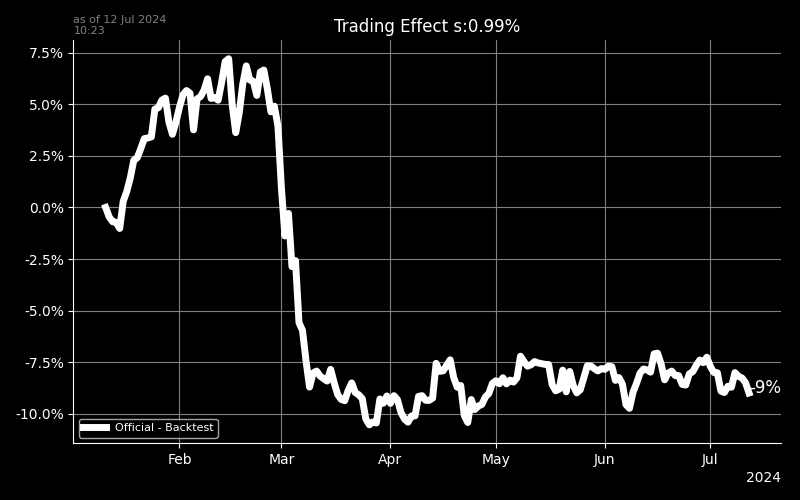 as of 12 Jul 2024
10:23
Trading Effect s:0.99%
7.5%
5.0%
2.5%
0.0%
-2.5%
-5.0%
-7.5%
-10.0%
-9%
Official - Backtest
Feb Mar Apr May Jun Jul
2024